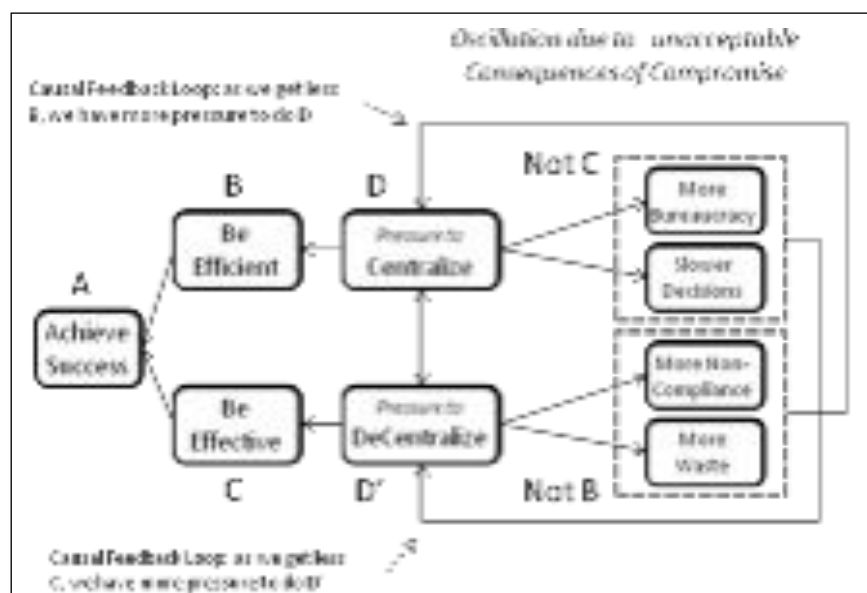 Oscillation due to unacceptable
Consequences of Compromise
Causal Feedback Loop: as we get less
B, we have more pressure to do D
Not C
B
D
More
Bureaucracy
Be
Efficient
Pressure to
Centralize
Slower
Decisions
A
Achieve
Success
More Non-
Compliance
Be
Effective
Pressure to
DeCentralize
More
Waste
C
D'
Not B
Causal Feedback Loop: as we get less
C, we have more pressure to do D'